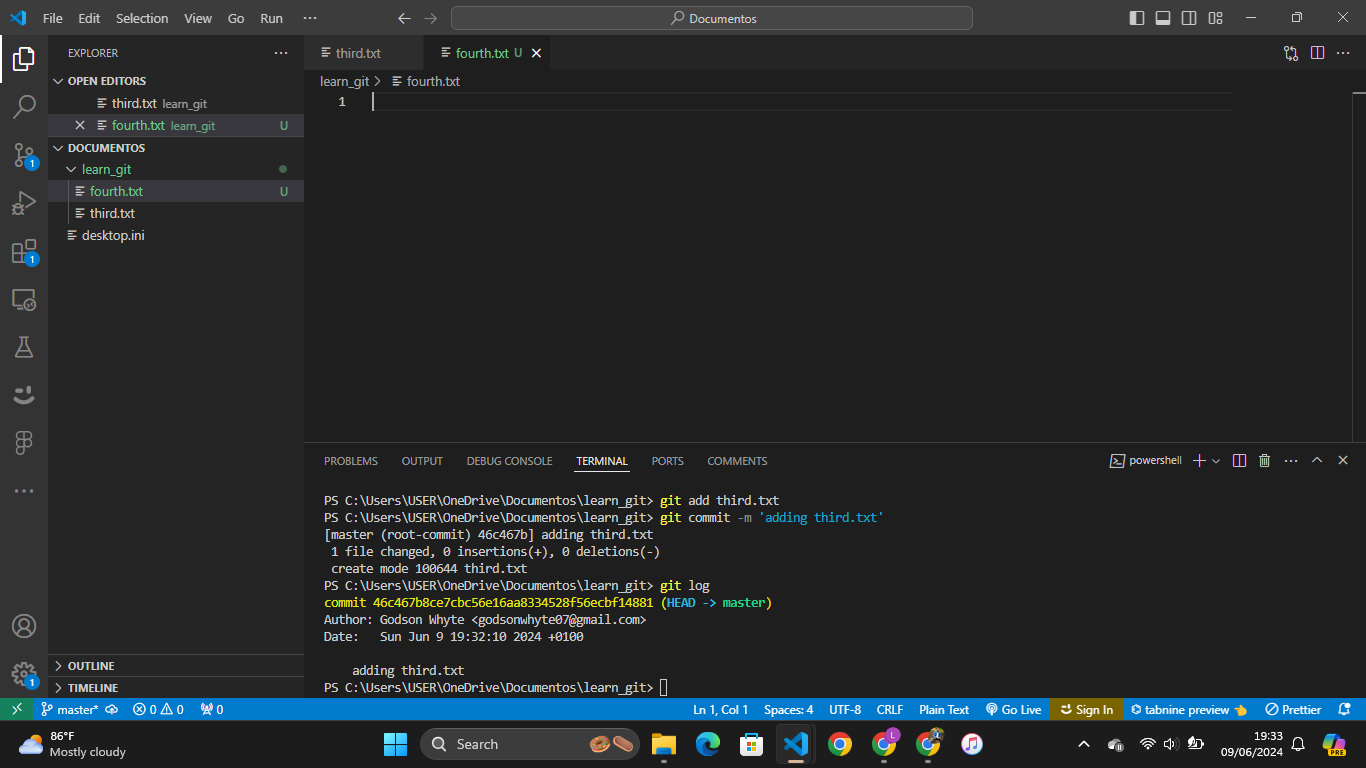 File Edit Selection View Go Run ··· Documentos
EXPLORER ···
OPEN EDITORS
third.txt learn_git
fourth.txt learn_git U
DOCUMENTOS
learn_git
fourth.txt U
third.txt
desktop.ini
OUTLINE
TIMELINE
1
1
1
third.txt fourth.txt U
learn_git > fourth.txt
1
PROBLEMS OUTPUT DEBUG CONSOLE TERMINAL PORTS COMMENTS powershell
PS C:\Users\USER\OneDrive\Documentos\learn_git> git add third.txt
PS C:\Users\USER\OneDrive\Documentos\learn_git> git commit -m 'adding third.txt'
[master (root-commit) 46c467b] adding third.txt
1 file changed, 0 insertions(+), 0 deletions(-)
create mode 100644 third.txt
PS C:\Users\USER\OneDrive\Documentos\learn_git> git log
commit 46c467b8ce7cbc56e16aa8334528f56ecbf14881 (HEAD -> master)
Author: Godson Whyte <godsonwhyte07@gmail.com>
Date:   Sun Jun 9 19:32:10 2024 +0100
adding third.txt
PS C:\Users\USER\OneDrive\Documentos\learn_git>
master* 0 0 0 Ln 1, Col 1 Spaces: 4 UTF-8 CRLF Plain Text Go Live Sign In tabnine preview Prettier
86°F
Mostly cloudy
Search
L
19:33
09/06/2024
PRE